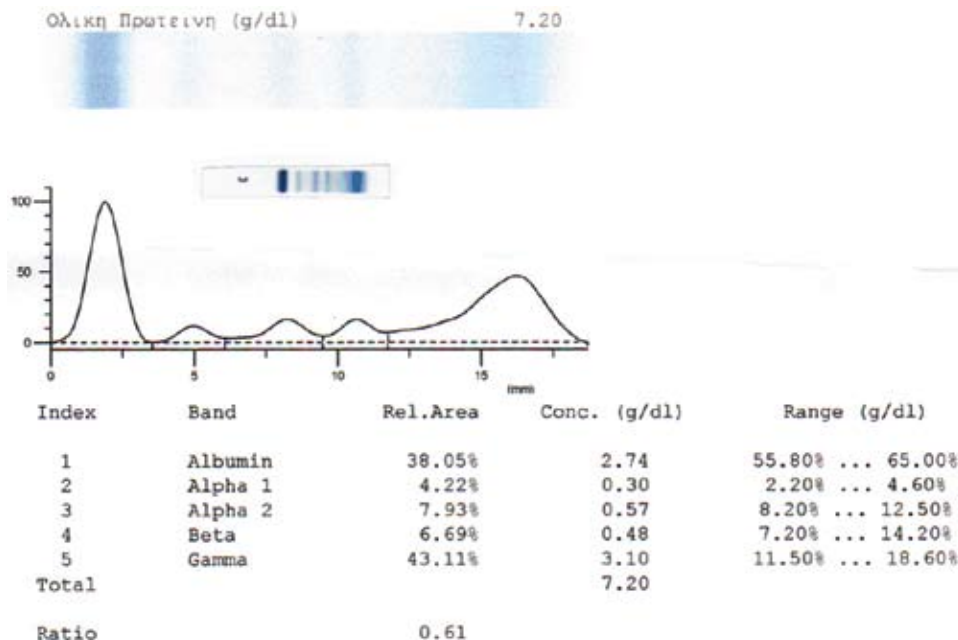 Ολικη Πρωτεινη (g/dl) 7.20
100
50
0
0 5 10 15
(mm)
Index Band Rel.Area Conc. (g/dl) Range (g/dl)
1 Albumin 38.05% 2.74 55.80% ... 65.00%
2 Alpha 1 4.22% 0.30 2.20% ... 4.60%
3 Alpha 2 7.93% 0.57 8.20% ... 12.50%
4 Beta 6.69% 0.48 7.20% ... 14.20%
5 Gamma 43.11% 3.10 11.50% ... 18.60%
Total 7.20
Ratio 0.61